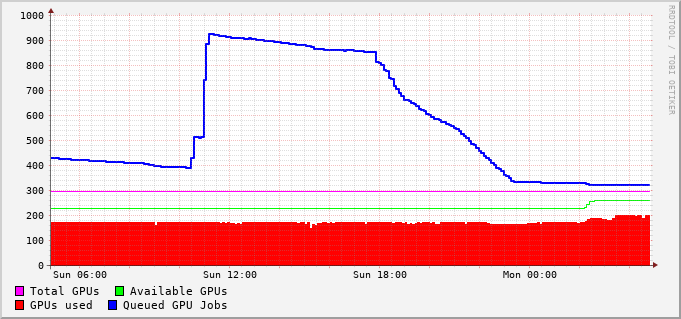 1000
900
800
700
600
500
400
300
200
100
0
Sun 06:00 Sun 12:00 Sun 18:00 Mon 00:00
Total GPUs Available GPUs
GPUs used Queued GPU Jobs
RRDTOOL / TOBI OETIKER